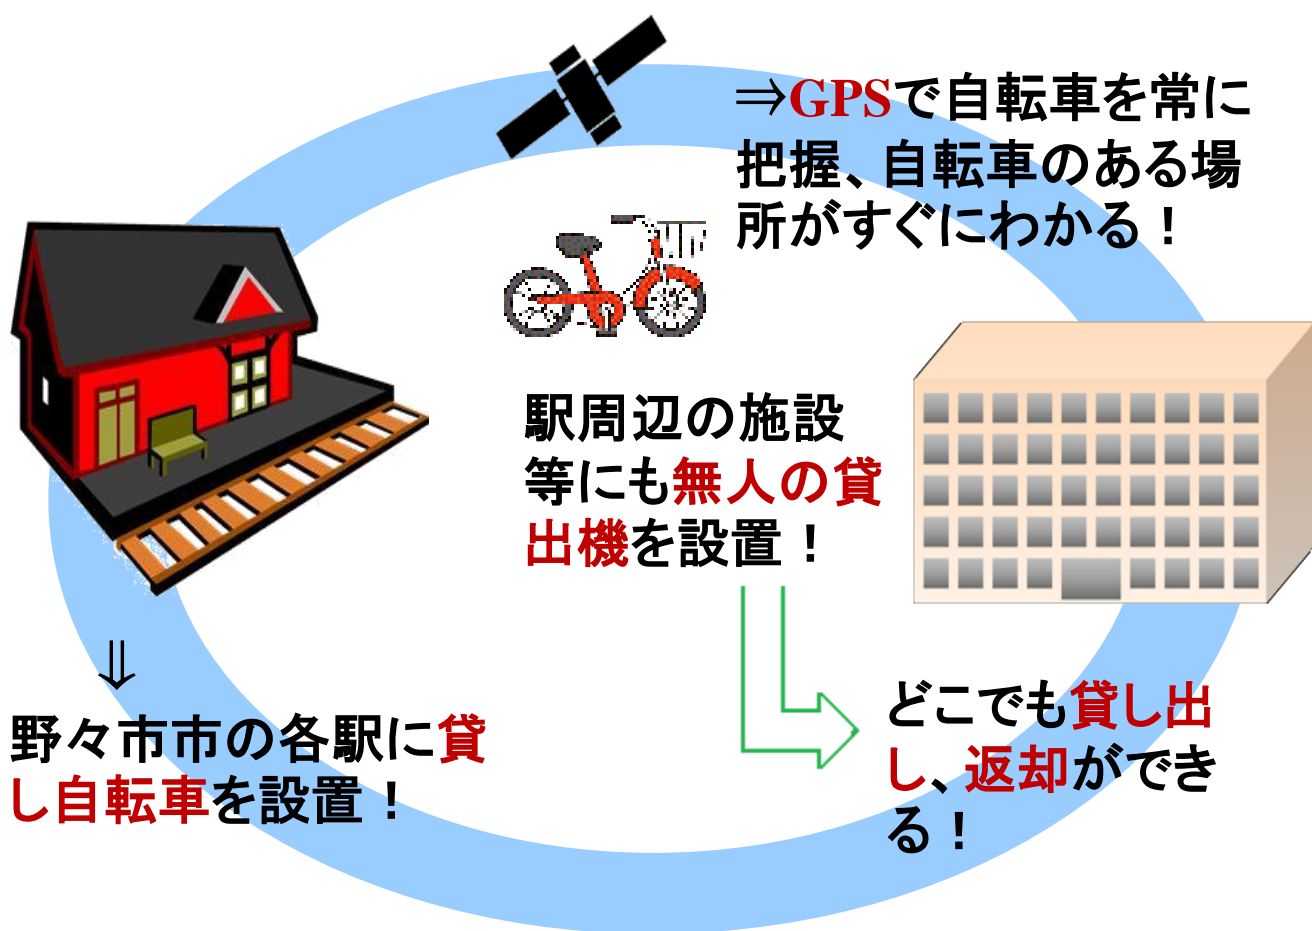 ⇒GPSで自転車を常に
把握、自転車のある場
所がすぐにわかる！
駅周辺の施設
等にも無人の貸
出機を設置！
⇓
野々市市の各駅に貸
し自転車を設置！
どこでも貸し出
し、返却ができ
る！